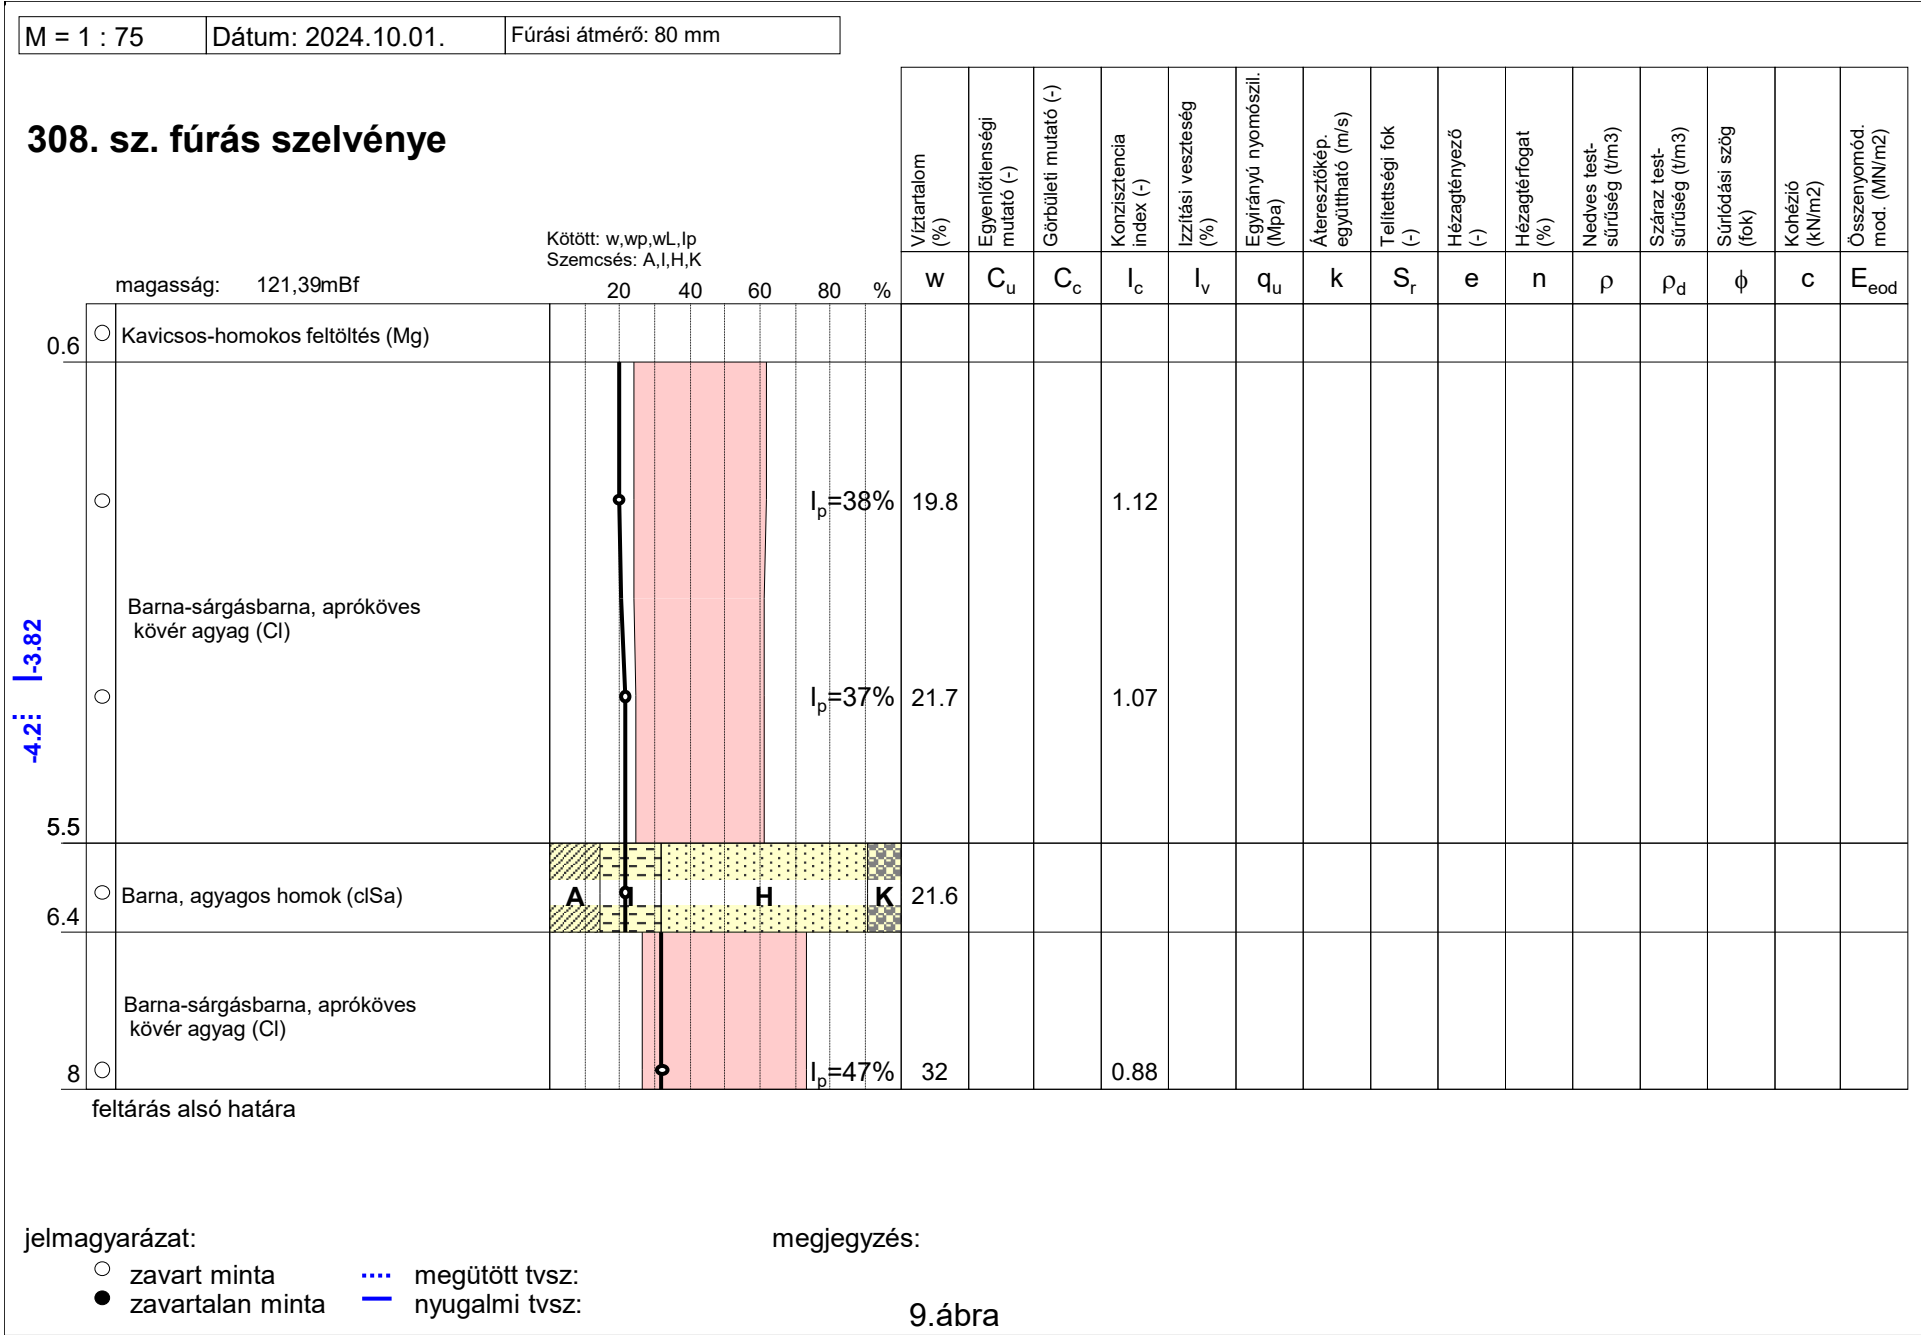 M = 1 : 75
Dátum: 2024.10.01.
Fúrási átmérő: 80 mm
308. sz. fúrás szelvénye
Kötött: w,wp,wL,Ip
Szemcsés: A,I,H,K
magasság: 121,39mBf
20 40 60 80 %
Víztartalom
(%)
Egyenlőtlenségi
mutató (-)
Görbületi mutató (-)
Konzisztencia
index (-)
Izzítási veszteség
(%)
Egyirányú nyomószil.
(Mpa)
Áteresztőkép.
együttható (m/s)
Telítettségi fok
(-)
Hézagtényező
(-)
Hézagtérfogat
(%)
Nedves test-
sűrűség (t/m3)
Száraz test-
sűrűség (t/m3)
Súrlódási szög
(fok)
Kohézió
(kN/m2)
Összenyomód.
mod. (MN/m2)
w Cu Cc Ic Iv qu k Sr e n ρ ρd ϕ c Eeod
Kavicsos-homokos feltöltés (Mg)
0.6
Ip=38% 19.8 1.12
Barna-sárgásbarna, apróköves
kövér agyag (Cl)
-3.82
Ip=37% 21.7 1.07
-4.2
5.5
Barna, agyagos homok (clSa) A I H K 21.6
6.4
Barna-sárgásbarna, apróköves
kövér agyag (Cl)
8 Ip=47% 32 0.88
feltárás alsó határa
jelmagyarázat:
megjegyzés:
zavart minta
megütött tvsz:
zavartalan minta
nyugalmi tvsz:
9.ábra